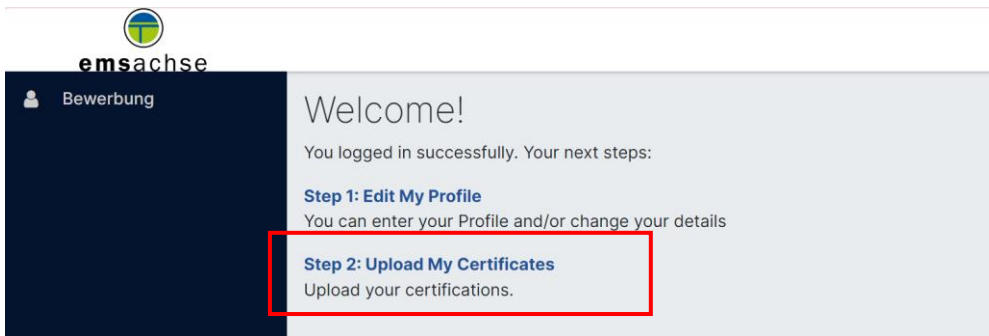 emsachse
Bewerbung
Welcome!
You logged in successfully. Your next steps:
Step 1: Edit My Profile
You can enter your Profile and/or change your details
Step 2: Upload My Certificates
Upload your certifications.